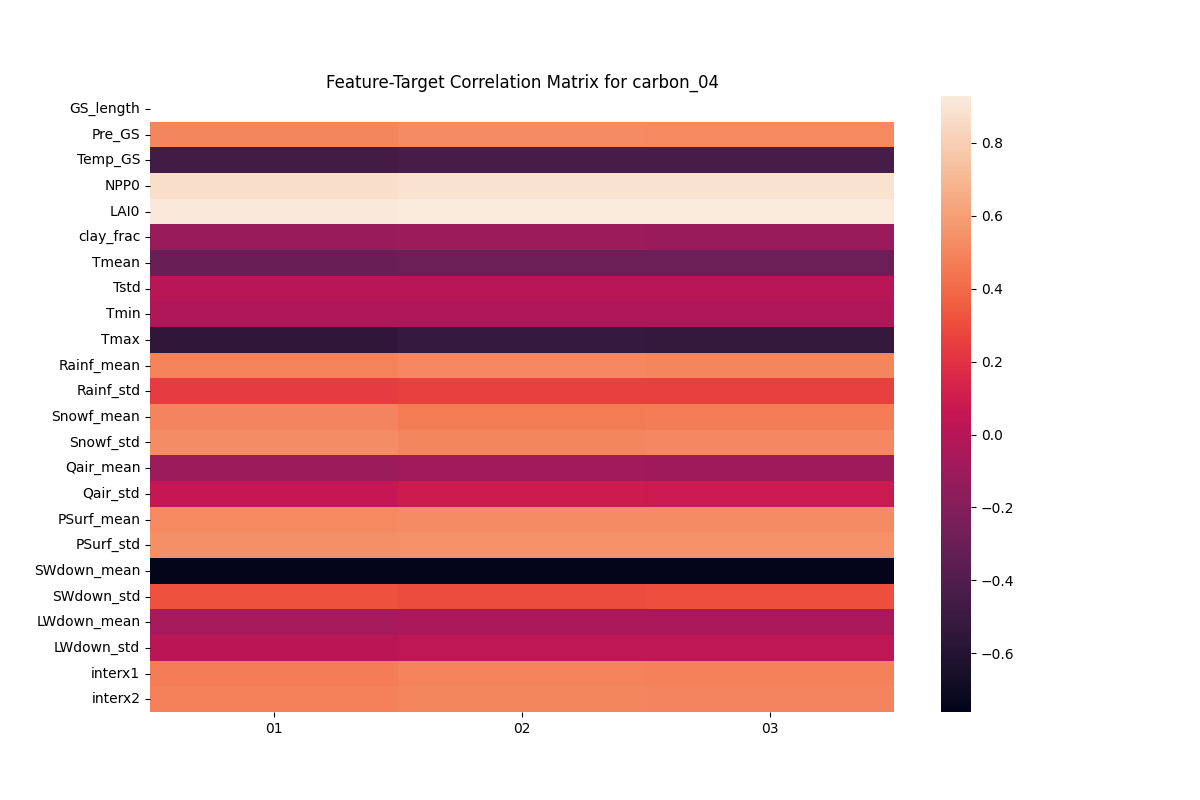 Feature-Target Correlation Matrix for carbon_04
GS_length
Pre_GS
Temp_GS
NPP0
LAI0
clay_frac
Tmean
Tstd
Tmin
Tmax
Rainf_mean
Rainf_std
Snowf_mean
Snowf_std
Qair_mean
Qair_std
PSurf_mean
PSurf_std
SWdown_mean
SWdown_std
LWdown_mean
LWdown_std
interx1
interx2
01 02 03
0.8
0.6
0.4
0.2
0.0
−0.2
−0.4
−0.6